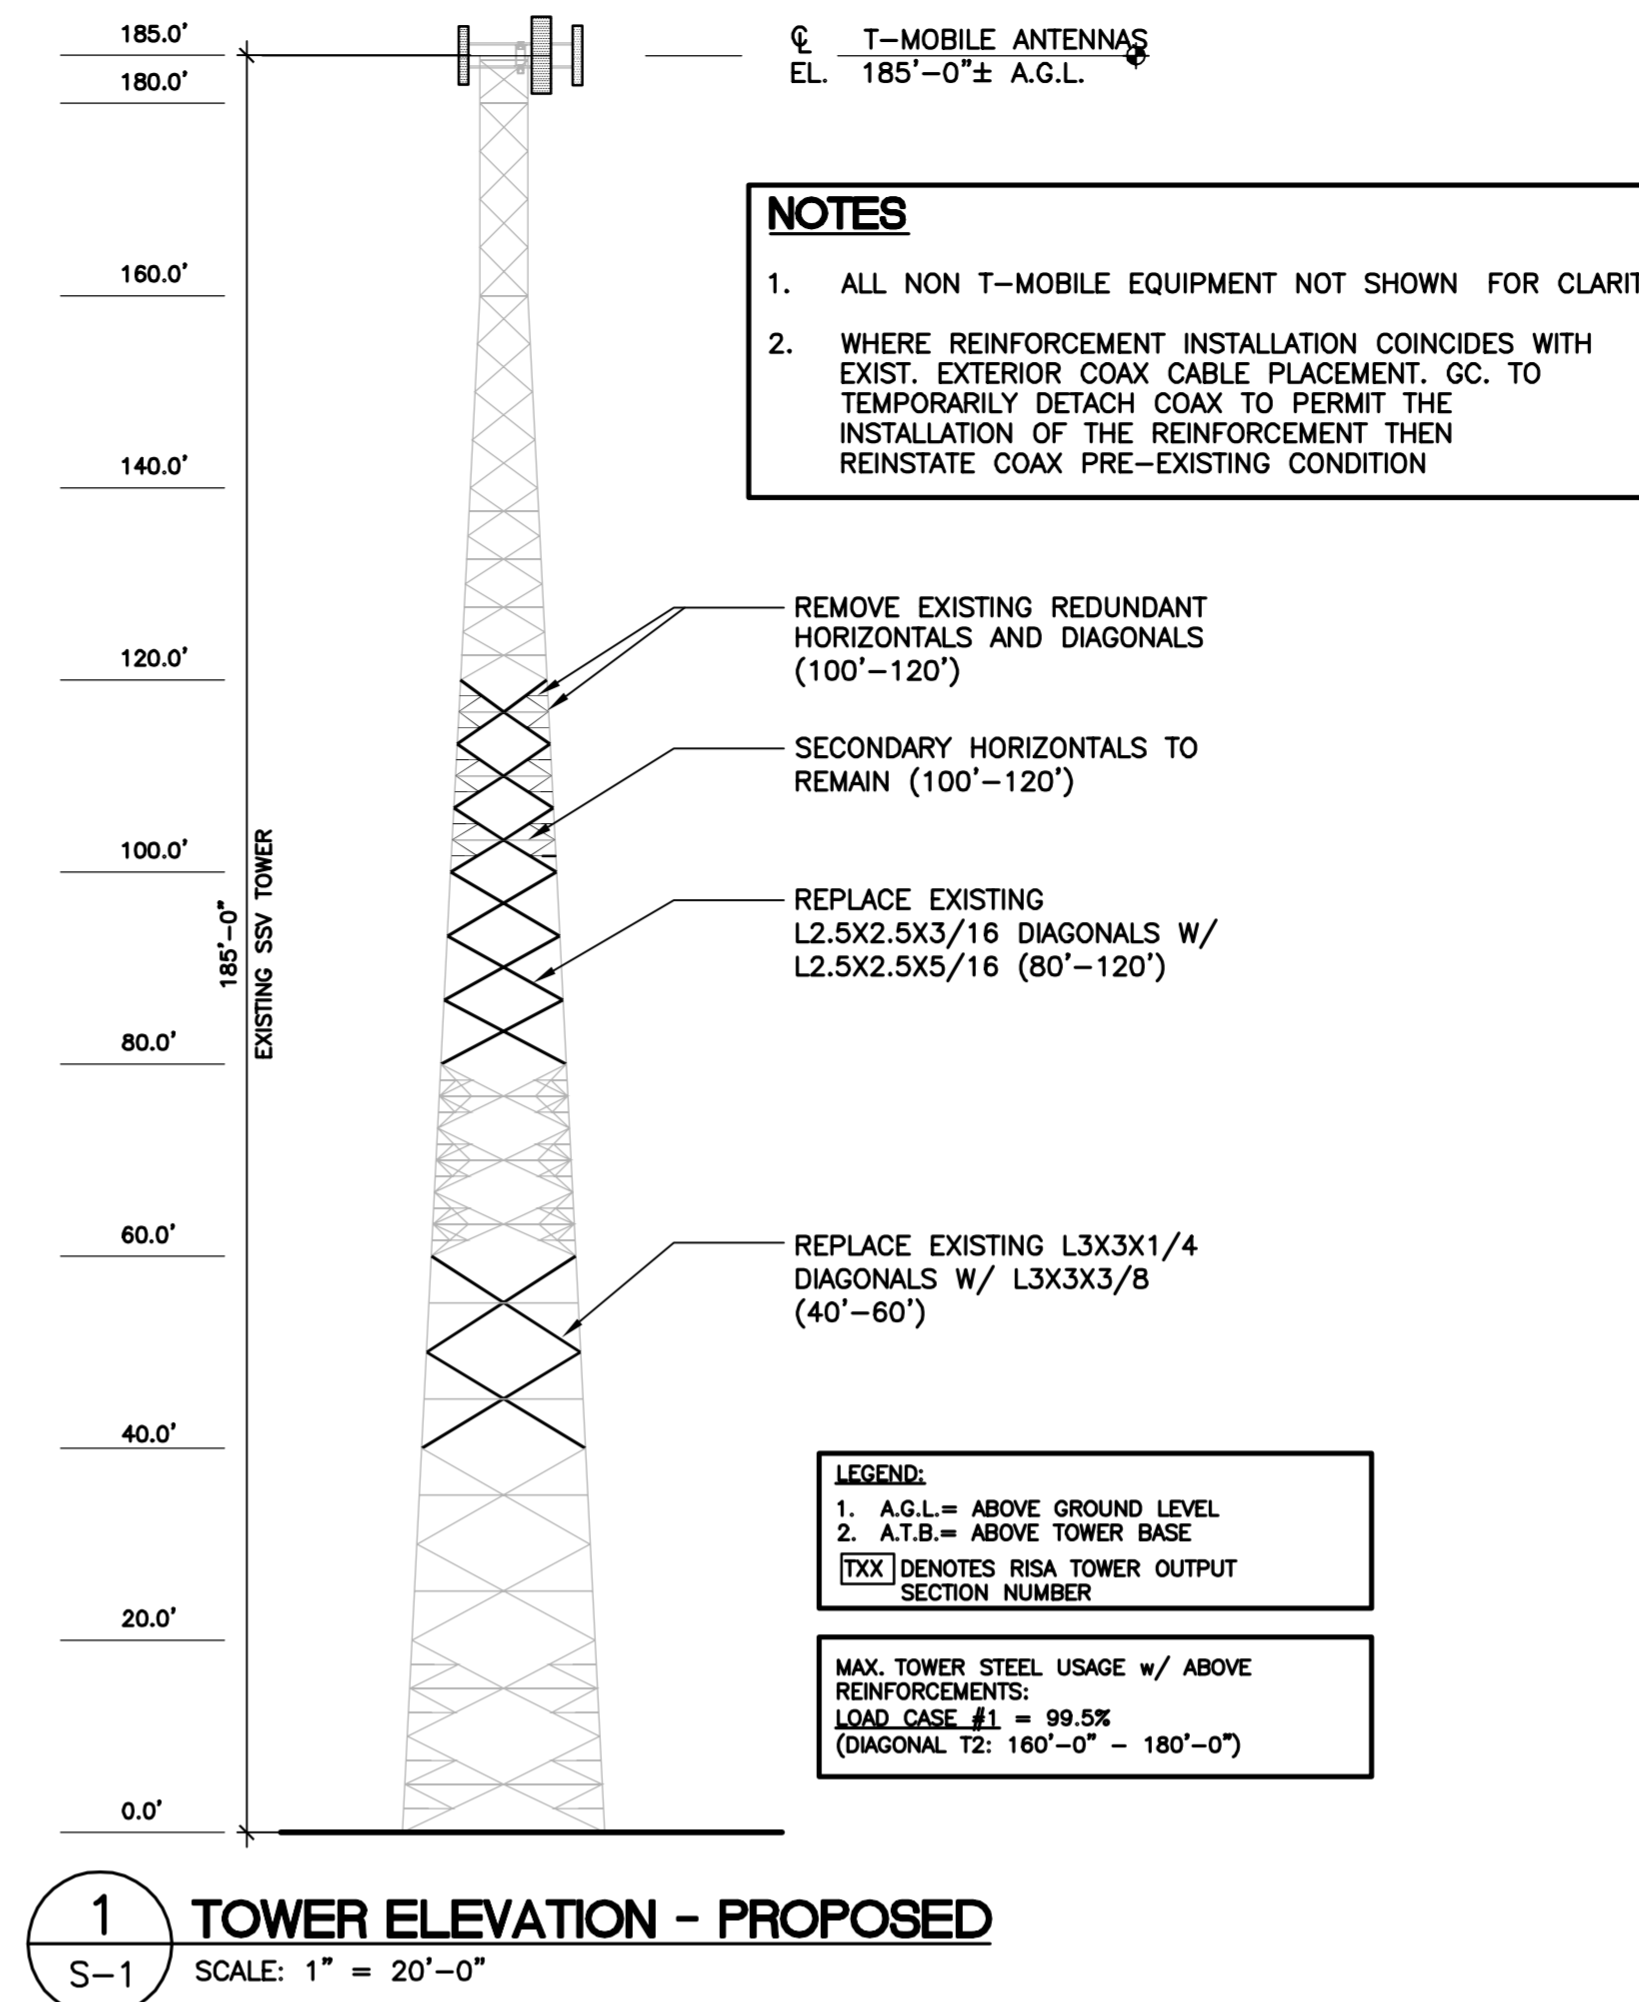 185.0'
180.0'
160.0'
140.0'
120.0'
100.0'
80.0'
60.0'
40.0'
20.0'
0.0'
185'-0"
EXISTING SSV TOWER
℄ T-MOBILE ANTENNAS
EL. 185'-0"± A.G.L.
NOTES
1. ALL NON T-MOBILE EQUIPMENT NOT SHOWN FOR CLARIT
2. WHERE REINFORCEMENT INSTALLATION COINCIDES WITH
EXIST. EXTERIOR COAX CABLE PLACEMENT. GC. TO
TEMPORARILY DETACH COAX TO PERMIT THE
INSTALLATION OF THE REINFORCEMENT THEN
REINSTATE COAX PRE-EXISTING CONDITION
REMOVE EXISTING REDUNDANT
HORIZONTALS AND DIAGONALS
(100'-120')
SECONDARY HORIZONTALS TO
REMAIN (100'-120')
REPLACE EXISTING
L2.5X2.5X3/16 DIAGONALS W/
L2.5X2.5X5/16 (80'-120')
REPLACE EXISTING L3X3X1/4
DIAGONALS W/ L3X3X3/8
(40'-60')
LEGEND:
1. A.G.L.= ABOVE GROUND LEVEL
2. A.T.B.= ABOVE TOWER BASE
TXX DENOTES RISA TOWER OUTPUT
SECTION NUMBER
MAX. TOWER STEEL USAGE w/ ABOVE
REINFORCEMENTS:
LOAD CASE #1 = 99.5%
(DIAGONAL T2: 160'-0" - 180'-0")
1
S-1
TOWER ELEVATION - PROPOSED
SCALE: 1" = 20'-0"